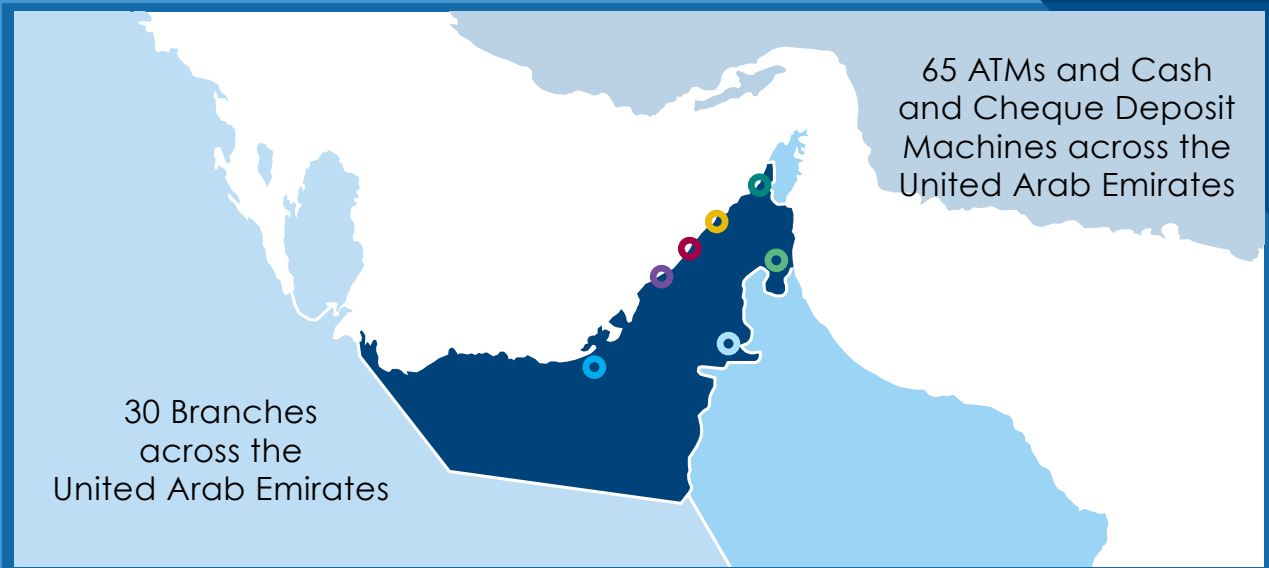 65 ATMs and Cash
and Cheque Deposit
Machines across the
United Arab Emirates
30 Branches
across the
United Arab Emirates